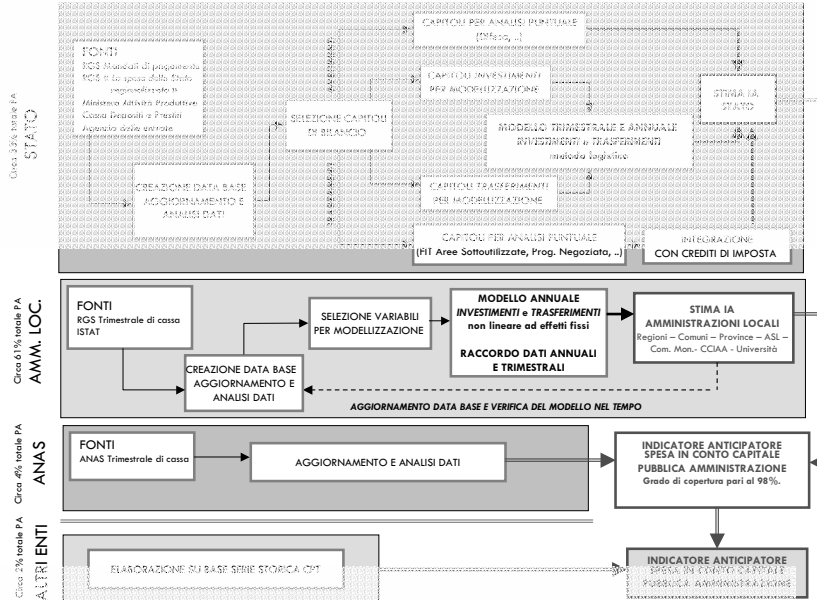 Circa 33% totale PA
STATO
FONTI
RGS Mandati di pagamento
RGS "La spesa dello Stato
regionalizzata"
Ministero Attività Produttive
Cassa Depositi e Prestiti
Agenzia delle entrate
CREAZIONE DATA BASE
AGGIORNAMENTO E
ANALISI DATI
SELEZIONE CAPITOLI
DI BILANCIO
CAPITOLI PER ANALISI PUNTUALE
(Difesa, ..)
CAPITOLI INVESTIMENTI
PER MODELLIZZAZIONE
MODELLO TRIMESTRALE E ANNUALE
INVESTIMENTI e TRASFERIMENTI
metodo logistico
CAPITOLI TRASFERIMENTI
PER MODELLIZZAZIONE
CAPITOLI PER ANALISI PUNTUALE
(FIT Aree Sottoutilizzate, Prog. Negoziata, ..)
STIMA IA
STATO
INTEGRAZIONE
CON CREDITI DI IMPOSTA
Circa 61% totale PA
AMM. LOC.
FONTI
RGS Trimestrale di cassa
ISTAT
CREAZIONE DATA BASE
AGGIORNAMENTO E
ANALISI DATI
SELEZIONE VARIABILI
PER MODELLIZZAZIONE
MODELLO ANNUALE
INVESTIMENTI e TRASFERIMENTI
non lineare ad effetti fissi
RACCORDO DATI ANNUALI
E TRIMESTRALI
STIMA IA
AMMINISTRAZIONI LOCALI
Regioni – Comuni – Province – ASL –
Com. Mon.- CCIAA - Università
AGGIORNAMENTO DATA BASE E VERIFICA DEL MODELLO NEL TEMPO
Circa 4% totale PA
ANAS
FONTI
ANAS Trimestrale di cassa
AGGIORNAMENTO E ANALISI DATI
INDICATORE ANTICIPATORE
SPESA IN CONTO CAPITALE
PUBBLICA AMMINISTRAZIONE
Grado di copertura pari al 98%.
Circa 2% totale PA
ALTRI ENTI
ELABORAZIONE SU BASE SERIE STORICA CPT
INDICATORE ANTICIPATORE
SPESA IN CONTO CAPITALE
PUBBLICA AMMINISTRAZIONE